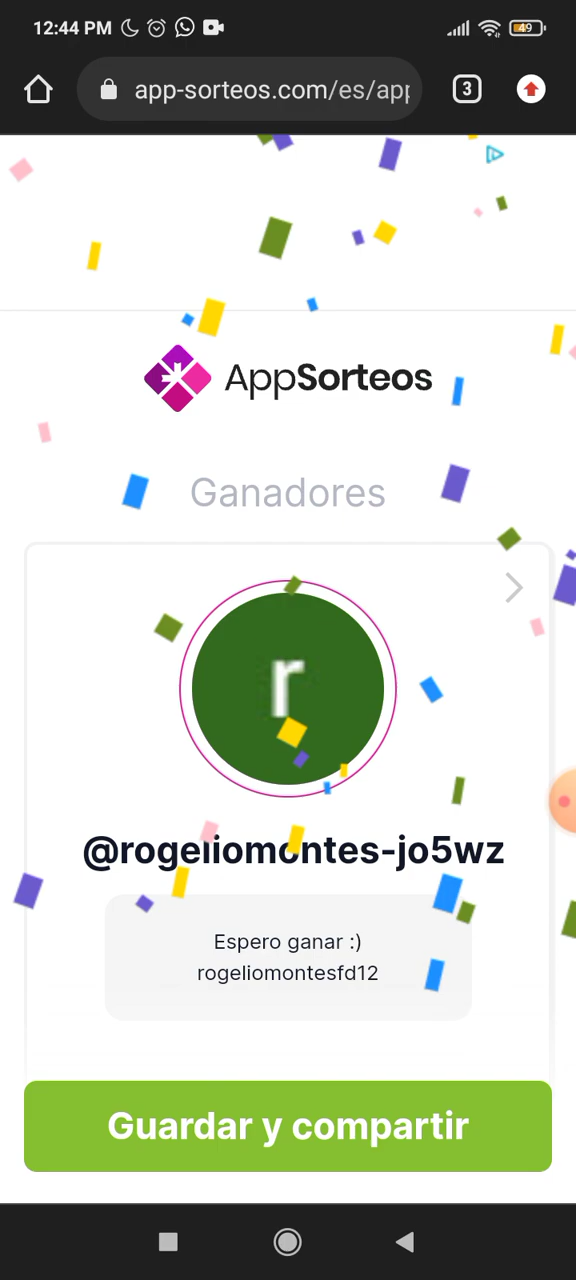 12:44 PM
49
app-sorteos.com/es/app
3
AppSorteos
Ganadores
r
@rogeliomontes-jo5wz
Espero ganar :)
rogeliomontesfd12
Guardar y compartir